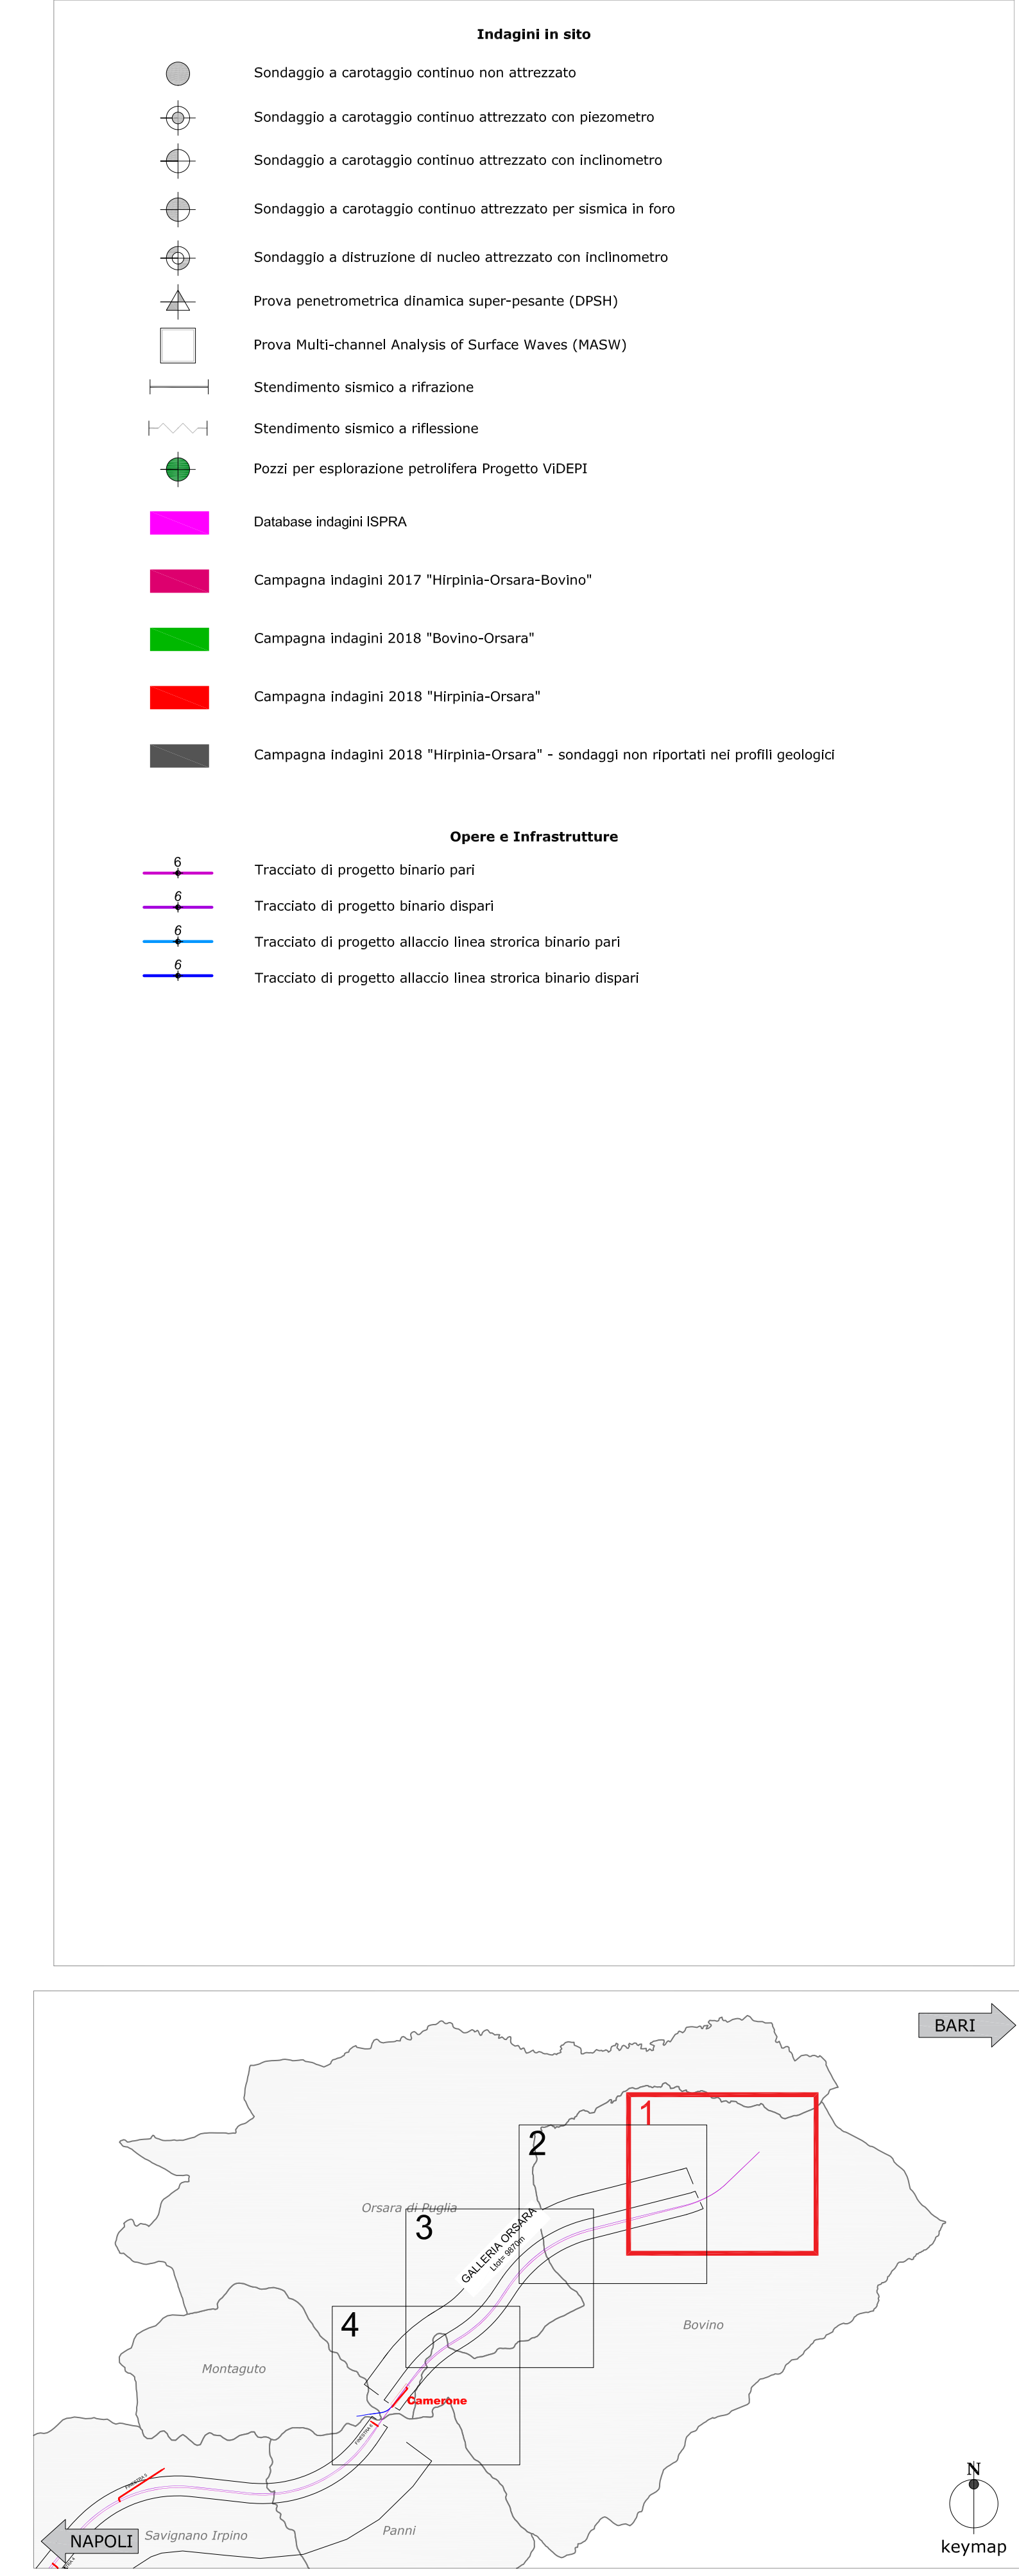 Indagini in sito
Sondaggio a carotaggio continuo non attrezzato
Sondaggio a carotaggio continuo attrezzato con piezometro
Sondaggio a carotaggio continuo attrezzato con inclinometro
Sondaggio a carotaggio continuo attrezzato per sismica in foro
Sondaggio a distruzione di nucleo attrezzato con inclinometro
Prova penetrometrica dinamica super-pesante (DPSH)
Prova Multi-channel Analysis of Surface Waves (MASW)
Stendimento sismico a rifrazione
Stendimento sismico a riflessione
Pozzi per esplorazione petrolifera Progetto ViDEPI
Database indagini ISPRA
Campagna indagini 2017 "Hirpinia-Orsara-Bovino"
Campagna indagini 2018 "Bovino-Orsara"
Campagna indagini 2018 "Hirpinia-Orsara"
Campagna indagini 2018 "Hirpinia-Orsara" - sondaggi non riportati nei profili geologici
Opere e Infrastrutture
6 Tracciato di progetto binario pari
6 Tracciato di progetto binario dispari
6 Tracciato di progetto allaccio linea strorica binario pari
6 Tracciato di progetto allaccio linea strorica binario dispari
BARI
1
2
Orsara di Puglia
3
GALLERIA ORSARA
Ltot= 9870m
4
Bovino
Montaguto
Camerone
N
NAPOLI
Savignano Irpino
Panni
keymap